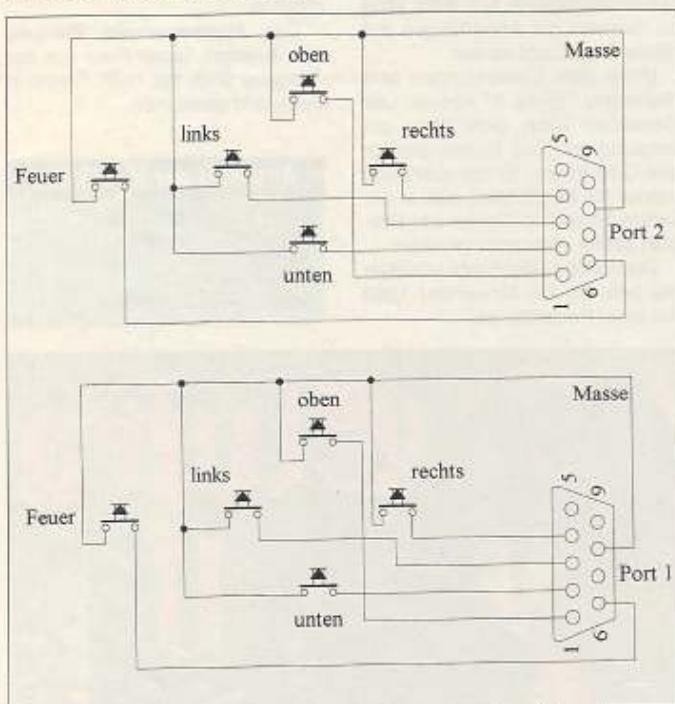 Masse
oben
links
rechts
Feuer
5
9
Port 2
unten
1
6
Masse
oben
links
rechts
5
9
Feuer
Port 1
unten
1
6